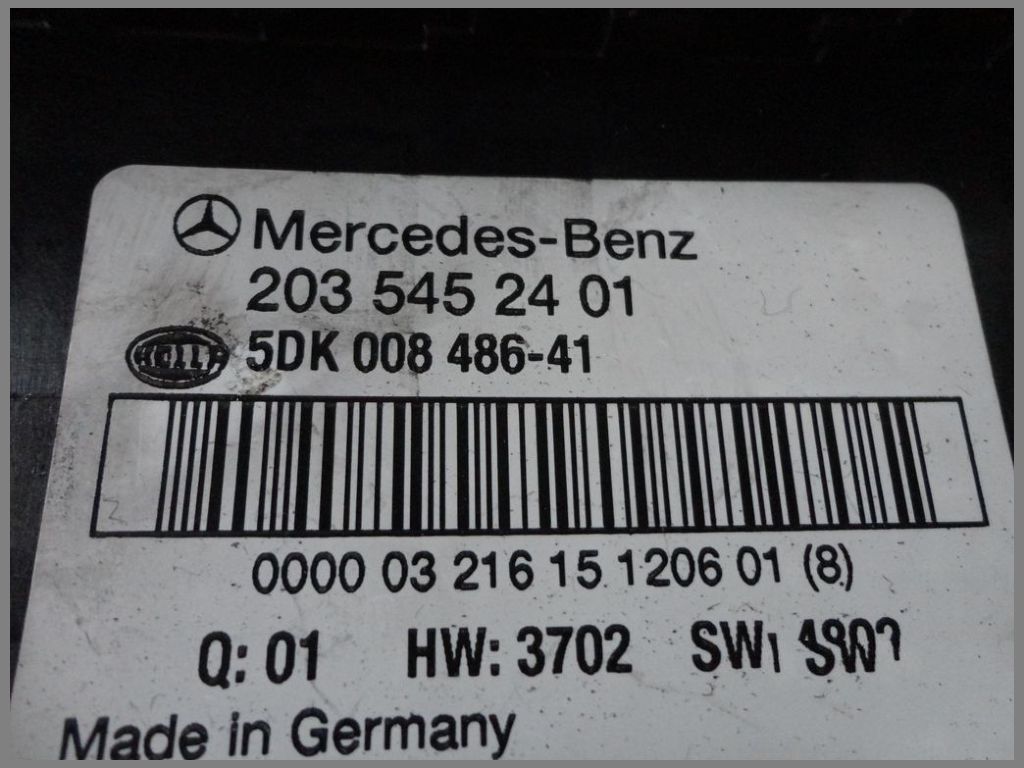 Mercedes-Benz
203 545 24 01
HELLA 5DK 008 486-41
0000 03 216 15 1206 01 (8)
Q: 01 HW: 3702
Made in Germany